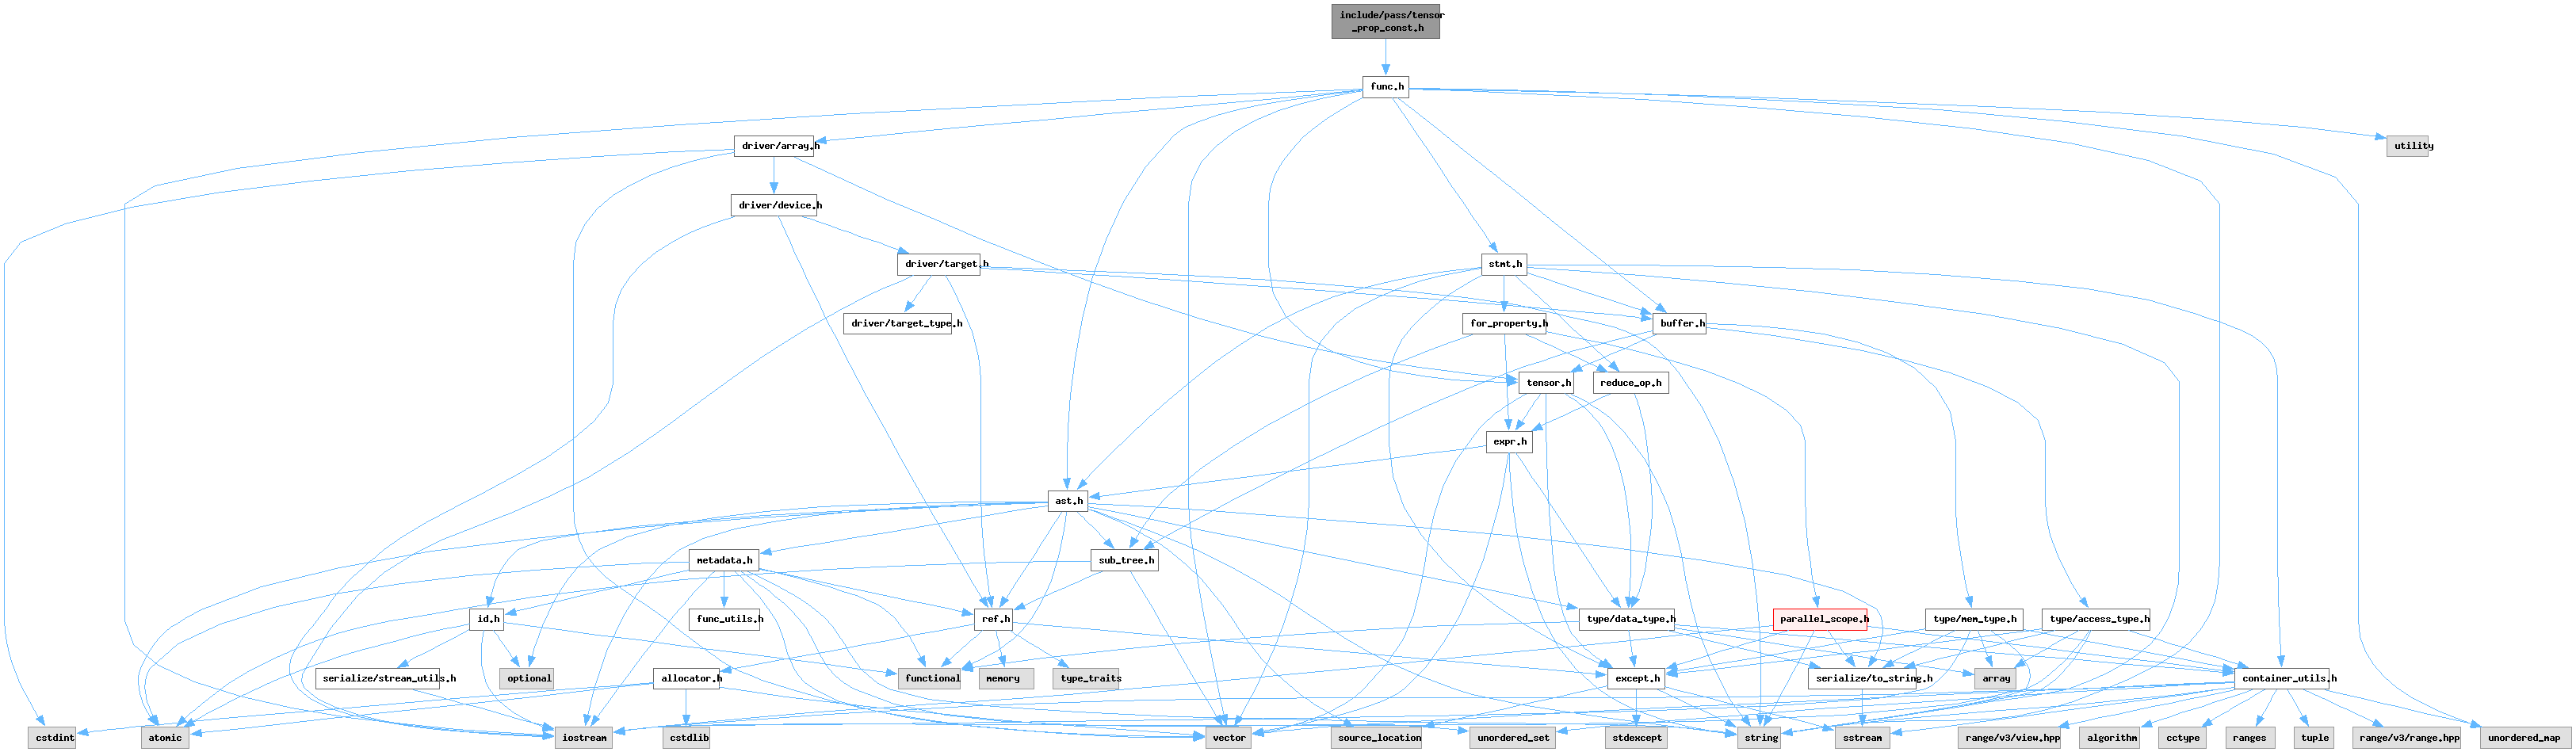 include/pass/tensor
_prop_const.h
func.h
driver/array.h
utility
driver/device.h
driver/target.h
stmt.h
driver/target_type.h
for_property.h
buffer.h
tensor.h
reduce_op.h
expr.h
ast.h
metadata.h
sub_tree.h
id.h
func_utils.h
ref.h
type/data_type.h
parallel_scope.h
type/mem_type.h
type/access_type.h
serialize/stream_utils.h
optional
allocator.h
functional
memory
type_traits
except.h
serialize/to_string.h
array
container_utils.h
cstdint
atomic
iostream
cstdlib
vector
source_location
unordered_set
stdexcept
string
sstream
range/v3/view.hpp
algorithm
cctype
ranges
tuple
range/v3/range.hpp
unordered_map